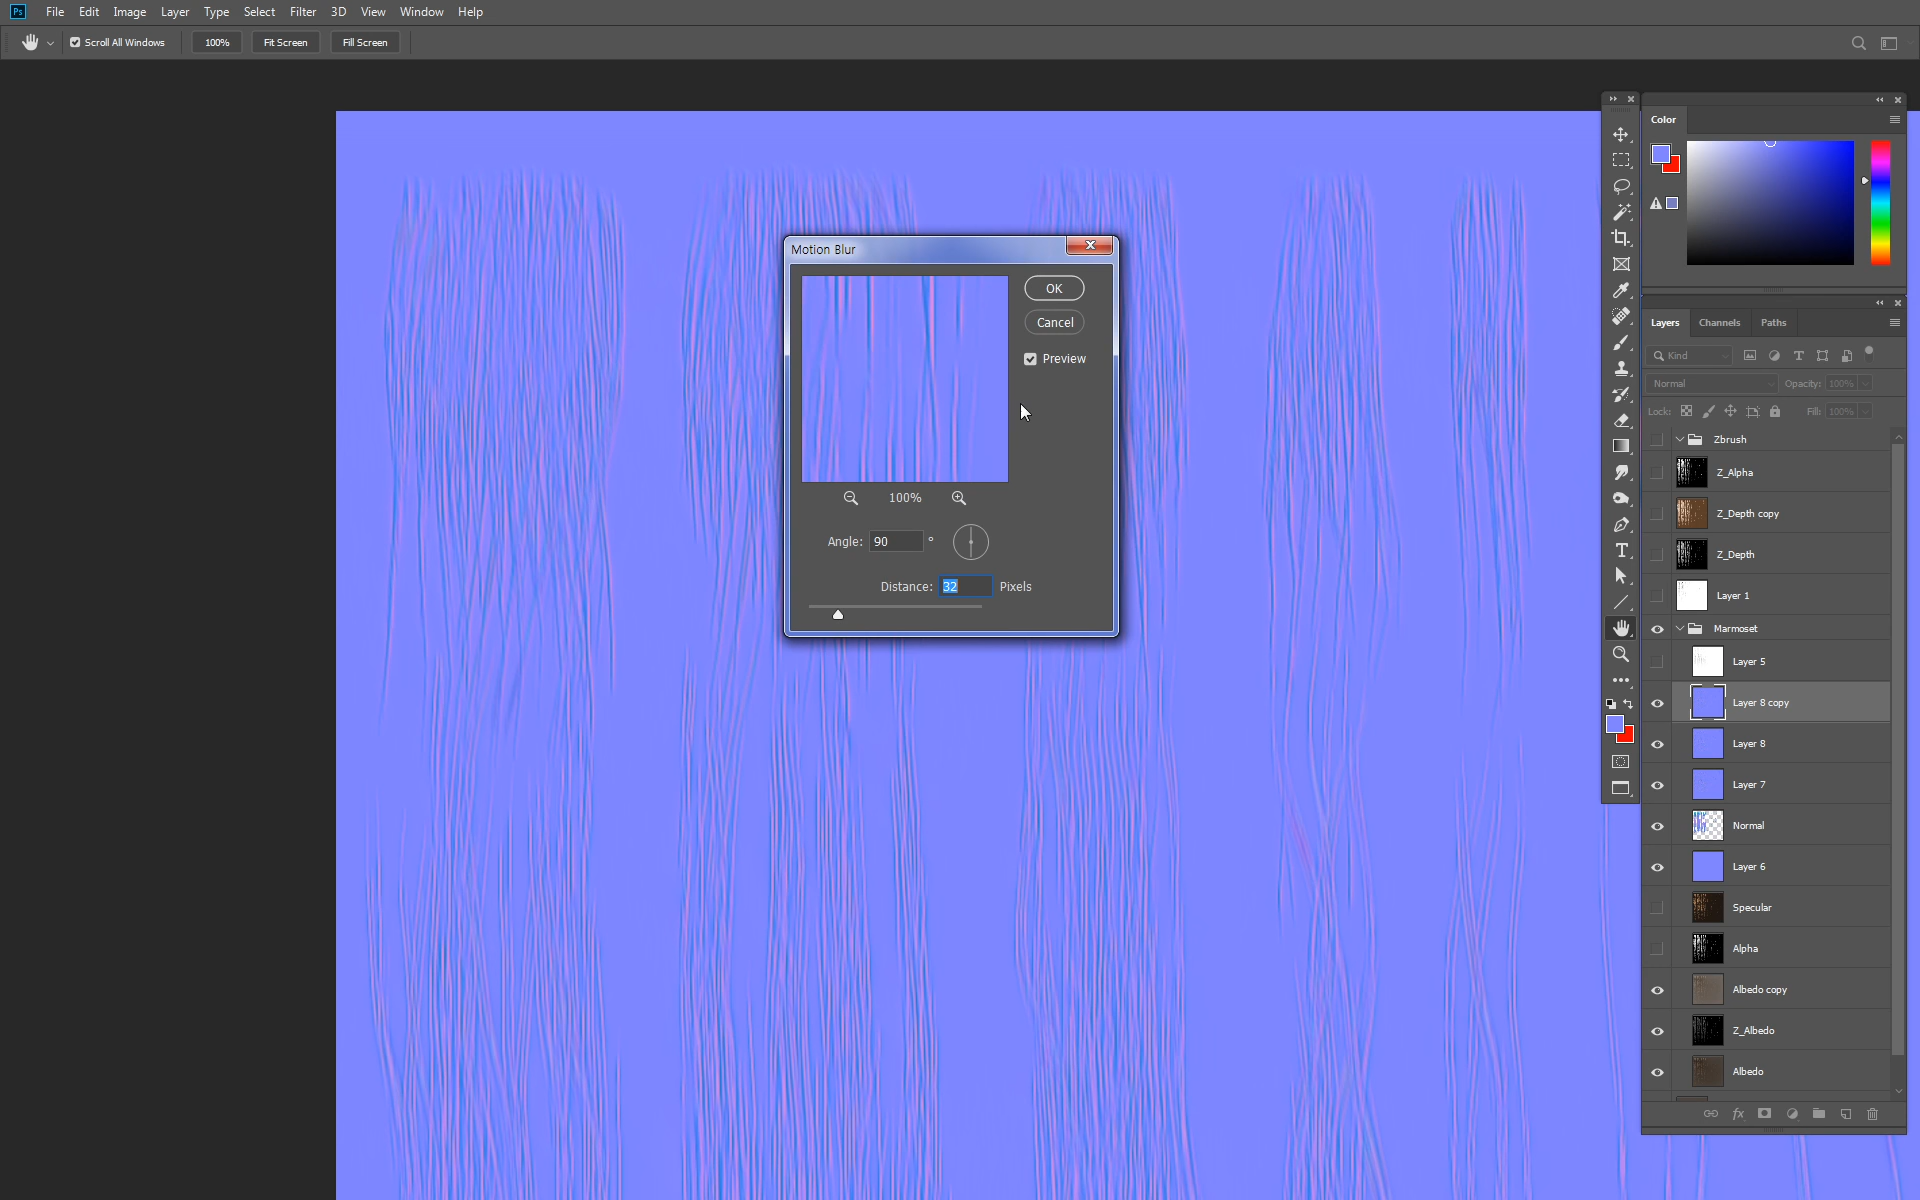 Ps File Edit Image Layer Type Select Filter 3D View Window Help
Scroll All Windows 100% Fit Screen Fill Screen
Color
Motion Blur
OK
Cancel
Preview
100%
Angle: 90 °
Distance: 32 Pixels
Layers Channels Paths
Kind
Normal Opacity: 100%
Lock: Fill: 100%
Zbrush
Z_Alpha
Z_Depth copy
Z_Depth
Layer 1
Marmoset
Layer 5
Layer 8 copy
Layer 8
Layer 7
Normal
Layer 6
Specular
Alpha
Albedo copy
Z_Albedo
Albedo
fx